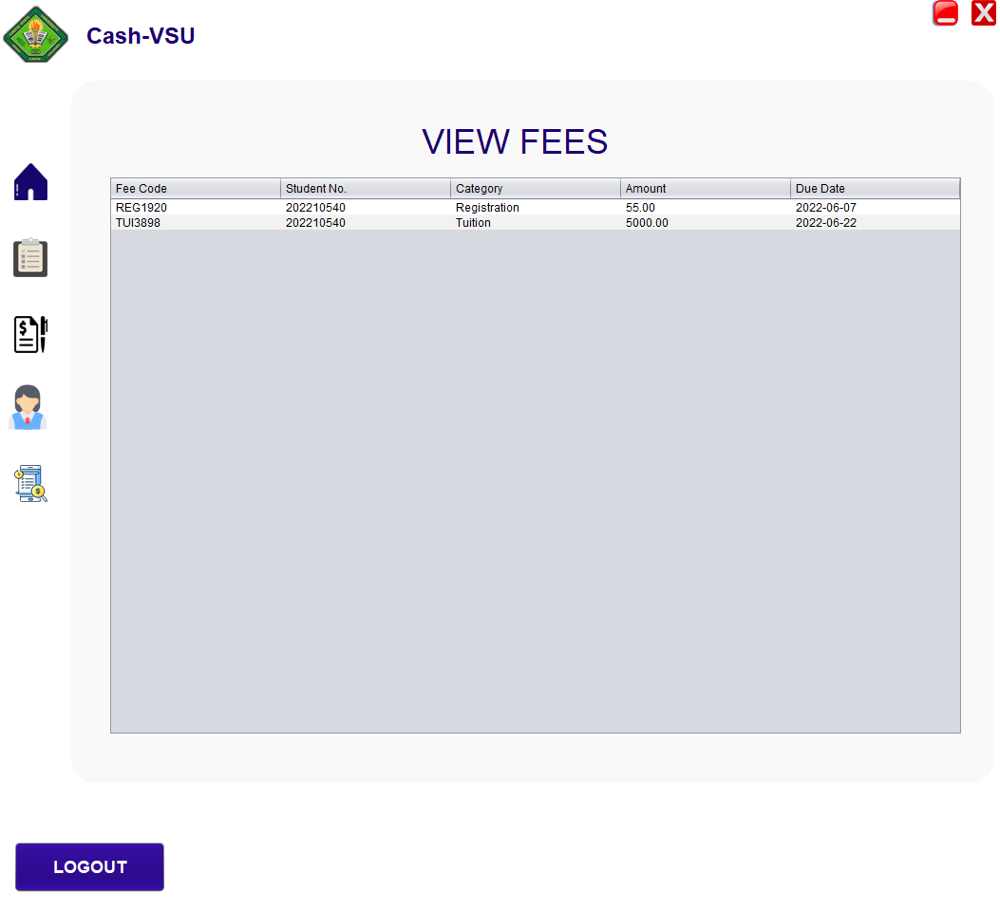 Cash-VSU
VIEW FEES
Fee Code Student No. Category Amount Due Date
REG1920 202210540 Registration 55.00 2022-06-07
TUI3898 202210540 Tuition 5000.00 2022-06-22
LOGOUT